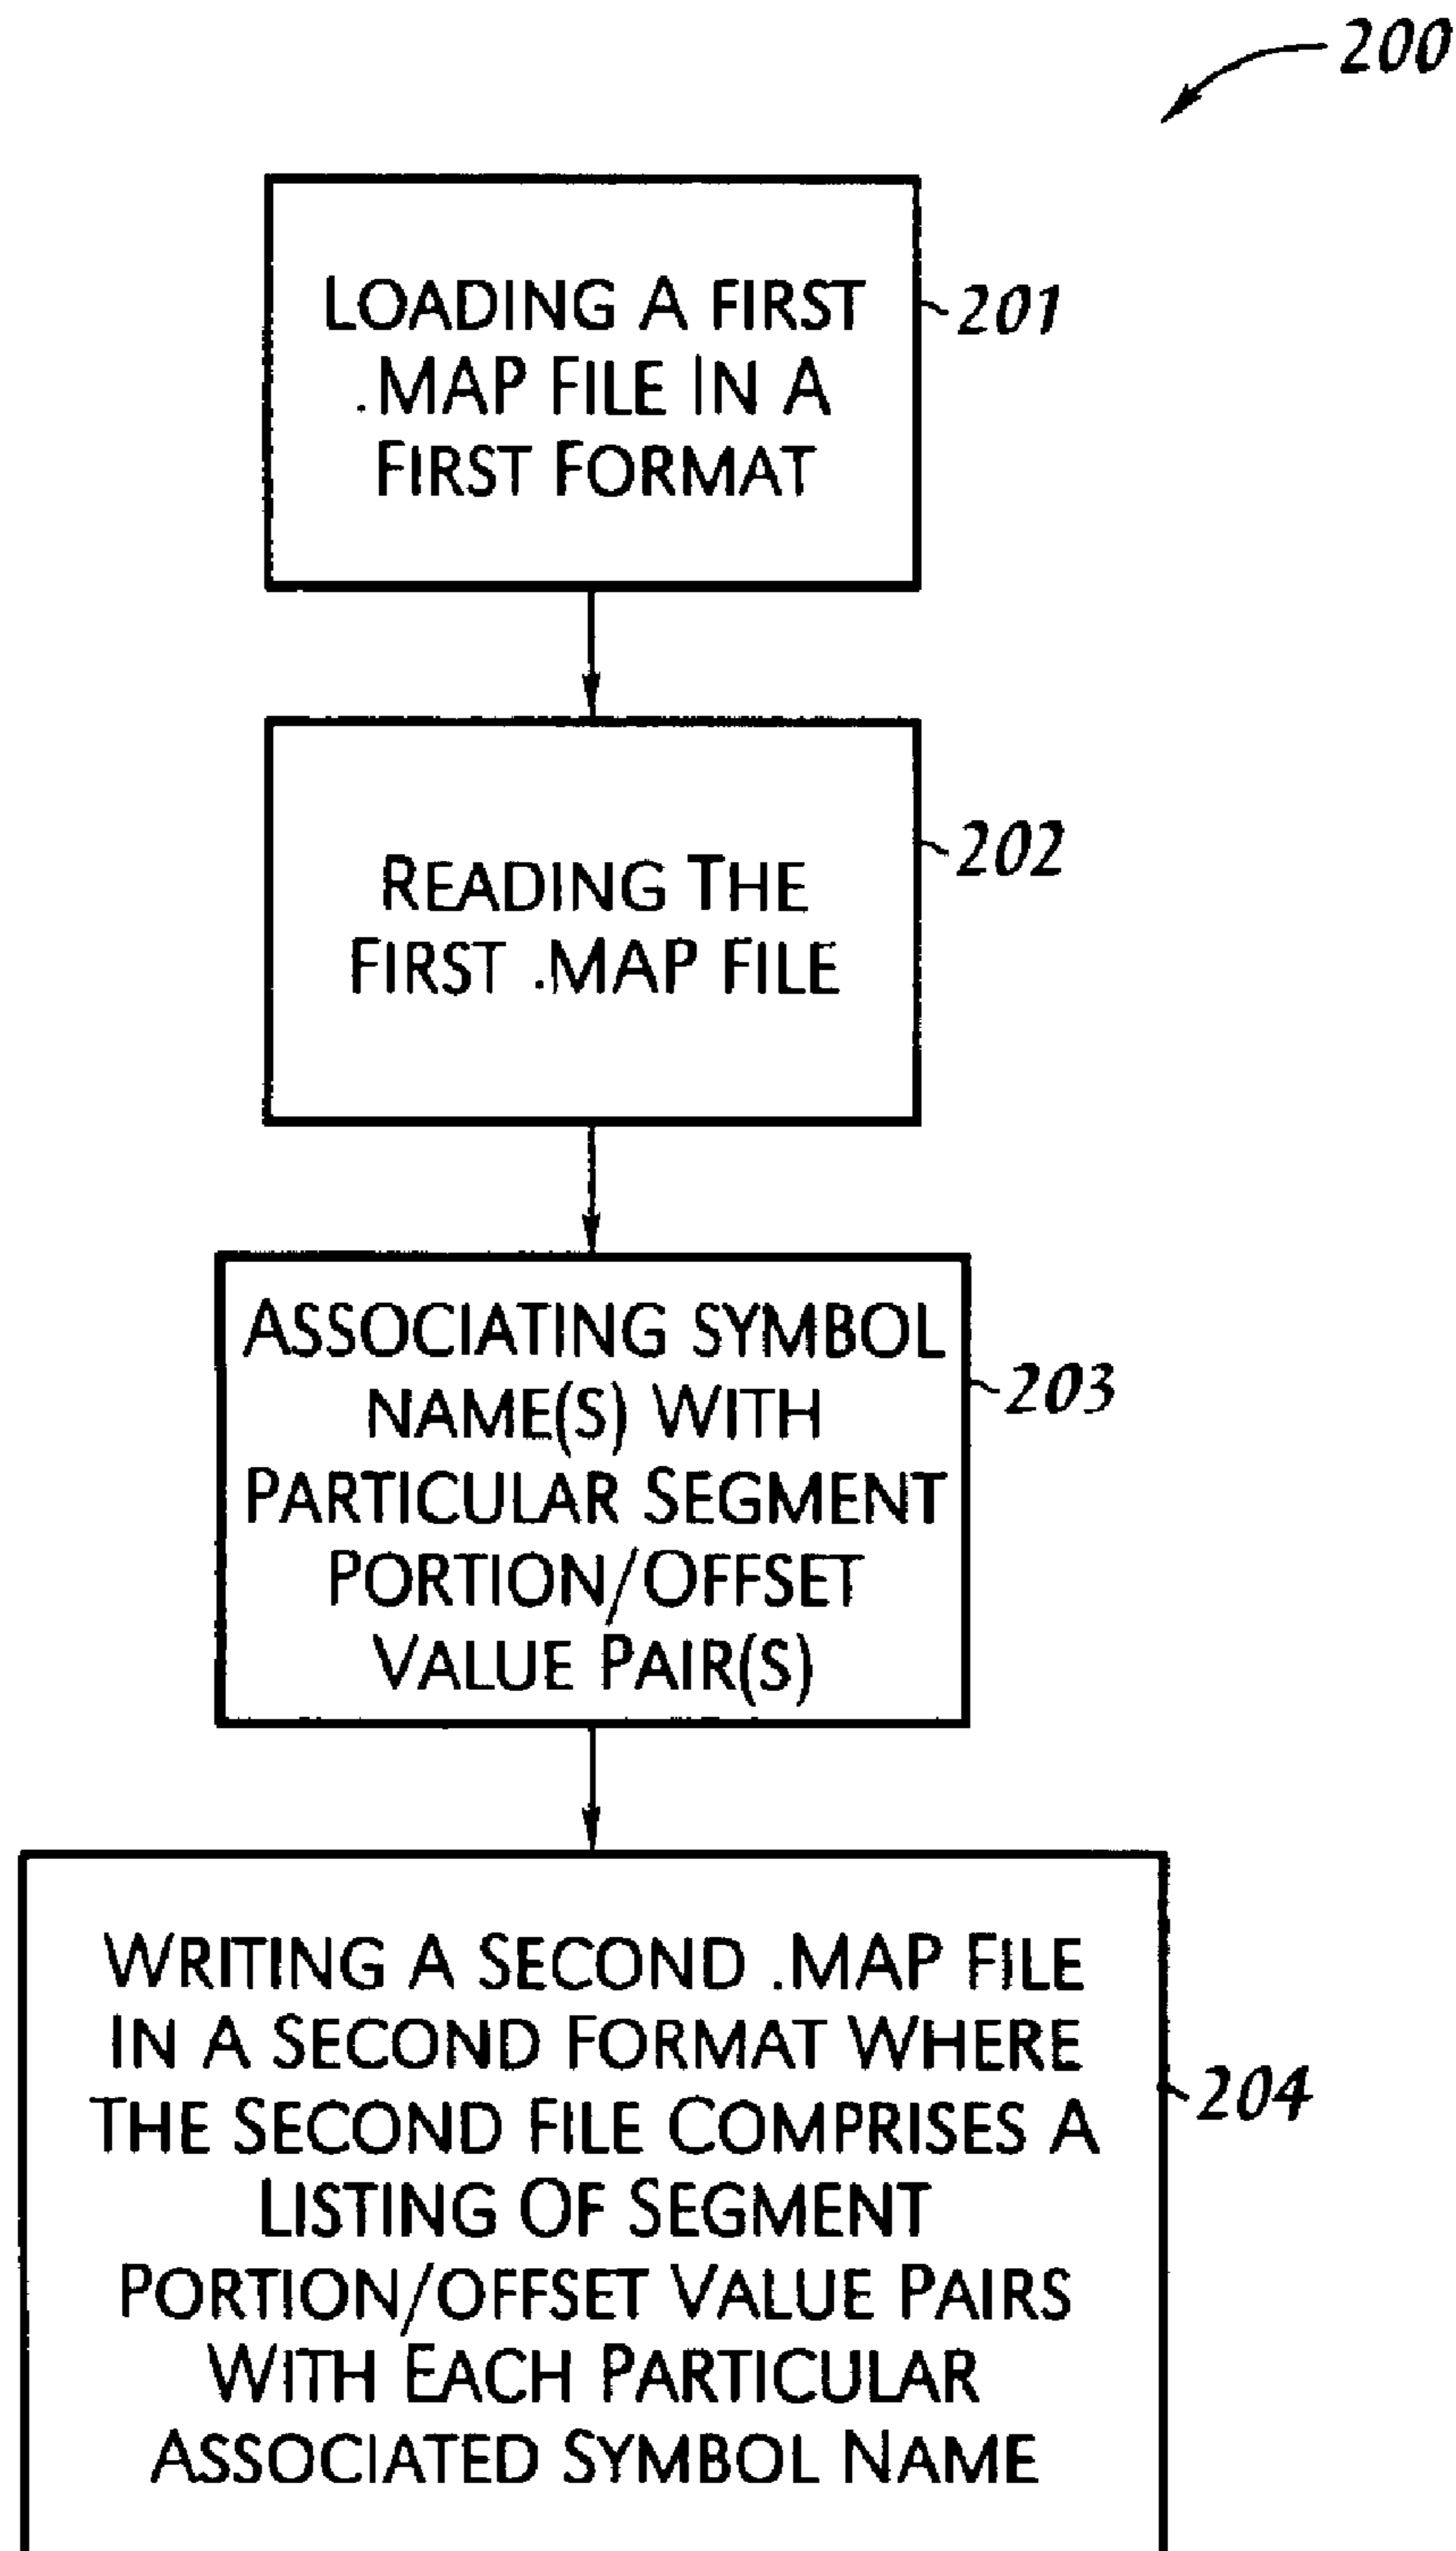 200
LOADING A FIRST
.MAP FILE IN A
FIRST FORMAT
201
READING THE
FIRST .MAP FILE
202
ASSOCIATING SYMBOL
NAME(S) WITH
PARTICULAR SEGMENT
PORTION/OFFSET
VALUE PAIR(S)
203
WRITING A SECOND .MAP FILE
IN A SECOND FORMAT WHERE
THE SECOND FILE COMPRISES A
LISTING OF SEGMENT
PORTION/OFFSET VALUE PAIRS
WITH EACH PARTICULAR
ASSOCIATED SYMBOL NAME
204